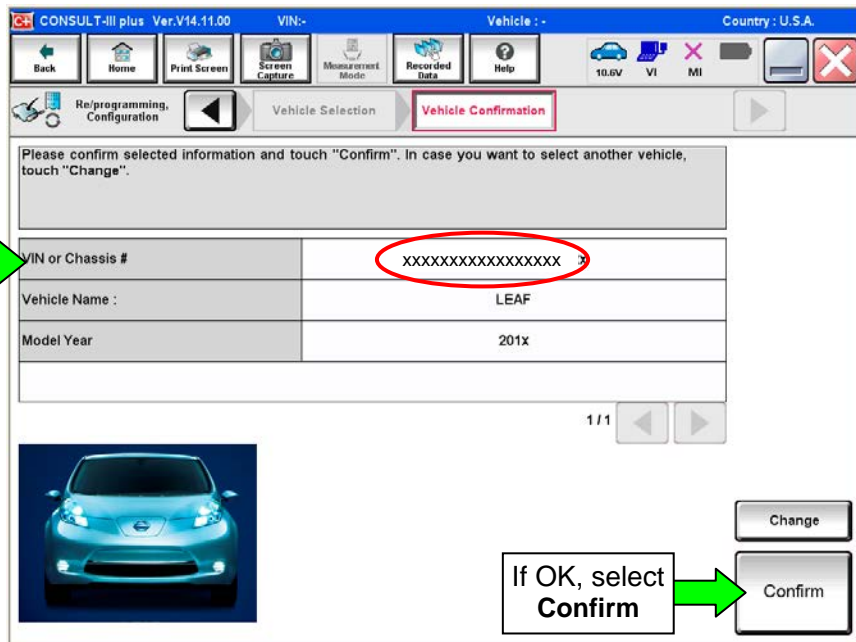 C+ CONSULT-III plus Ver.V14.11.00 VIN:- Vehicle : - Country : U.S.A.
Back Home Print Screen Screen Capture Measurement Mode Recorded Data Help 10.6V VI MI
Re/programming, Configuration Vehicle Selection Vehicle Confirmation
Please confirm selected information and touch "Confirm". In case you want to select another vehicle,
touch "Change".
VIN or Chassis # xxxxxxxxxxxxxxxxx x
Vehicle Name : LEAF
Model Year 201x
1/1
Change
If OK, select
Confirm
Confirm